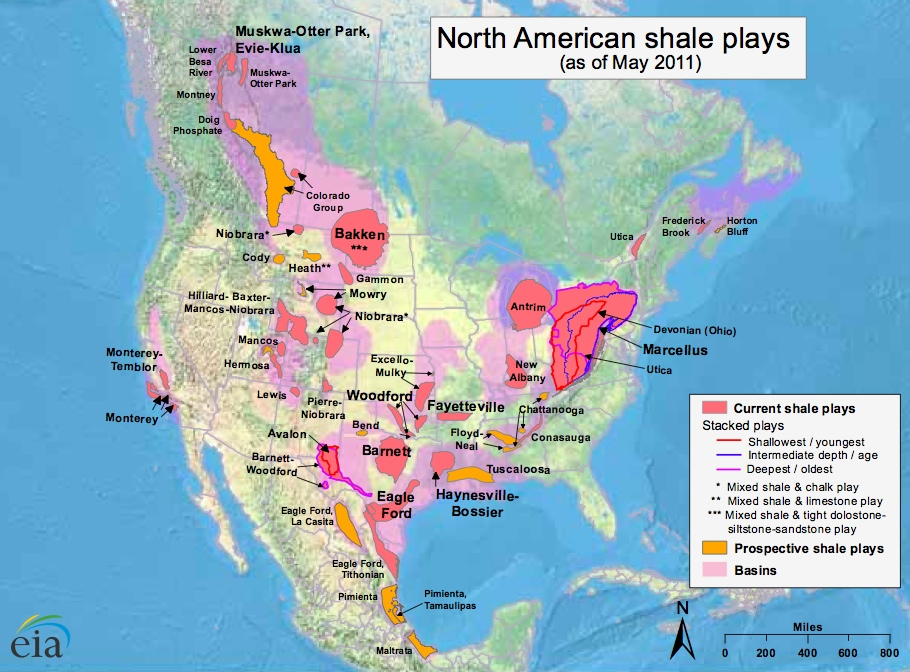 North American shale plays
(as of May 2011)
Muskwa-Otter Park,
Evie-Klua
Lower
Besa
River
Muskwa-
Otter Park
Montney
Doig
Phosphate
Colorado
Group
Niobrara*
Bakken
***
Cody
Heath**
Gammon
Mowry
Hilliard- Baxter-
Mancos-Niobrara
Niobrara*
Mancos
Hermosa
Monterey-
Temblor
Monterey
Lewis
Pierre-
Niobrara
Excello-
Mulky
Woodford
Fayetteville
Bend
Avalon
Barnett-
Woodford
Barnett
Eagle
Ford
Haynesville-
Bossier
Tuscaloosa
Floyd-
Neal
Conasauga
Chattanooga
New
Albany
Antrim
Devonian (Ohio)
Marcellus
Utica
Utica
Frederick
Brook
Horton
Bluff
Eagle Ford,
La Casita
Eagle Ford,
Tithonian
Pimienta
Pimienta,
Tamaulipas
Maltrata
Current shale plays
Stacked plays
Shallowest / youngest
Intermediate depth / age
Deepest / oldest
* Mixed shale & chalk play
** Mixed shale & limestone play
*** Mixed shale & tight dolostone-
siltstone-sandstone play
Prospective shale plays
Basins
N
Miles
0 200 400 600 800
eia